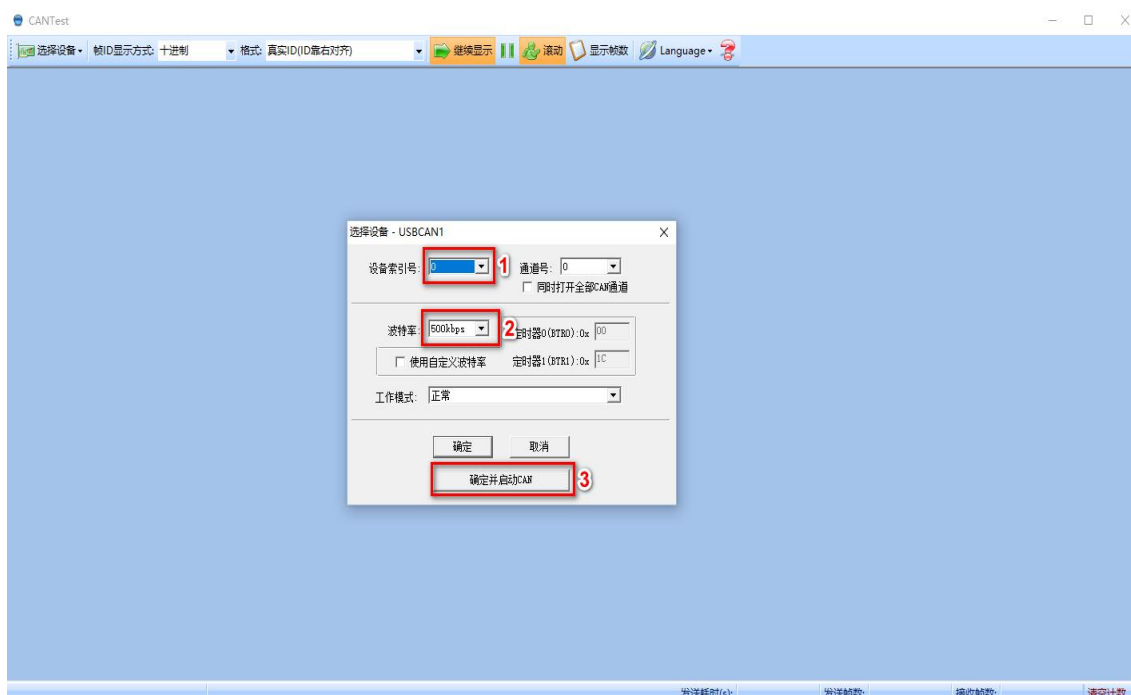 CANTest
选择设备 帧ID显示方式: 十进制 格式: 真实ID(ID靠右对齐) 继续显示 滚动 显示帧数 Language
选择设备 - USBCAN1
设备索引号: 0 1 通道号: 0
同时打开全部CAN通道
波特率: 500kbps 2 定时器0(BTR0):0x 00
使用自定义波特率 定时器1(BTR1):0x 1C
工作模式: 正常
确定 取消
确定并启动CAN 3
发送耗时(s): 发送帧数: 接收帧数: 清空计数